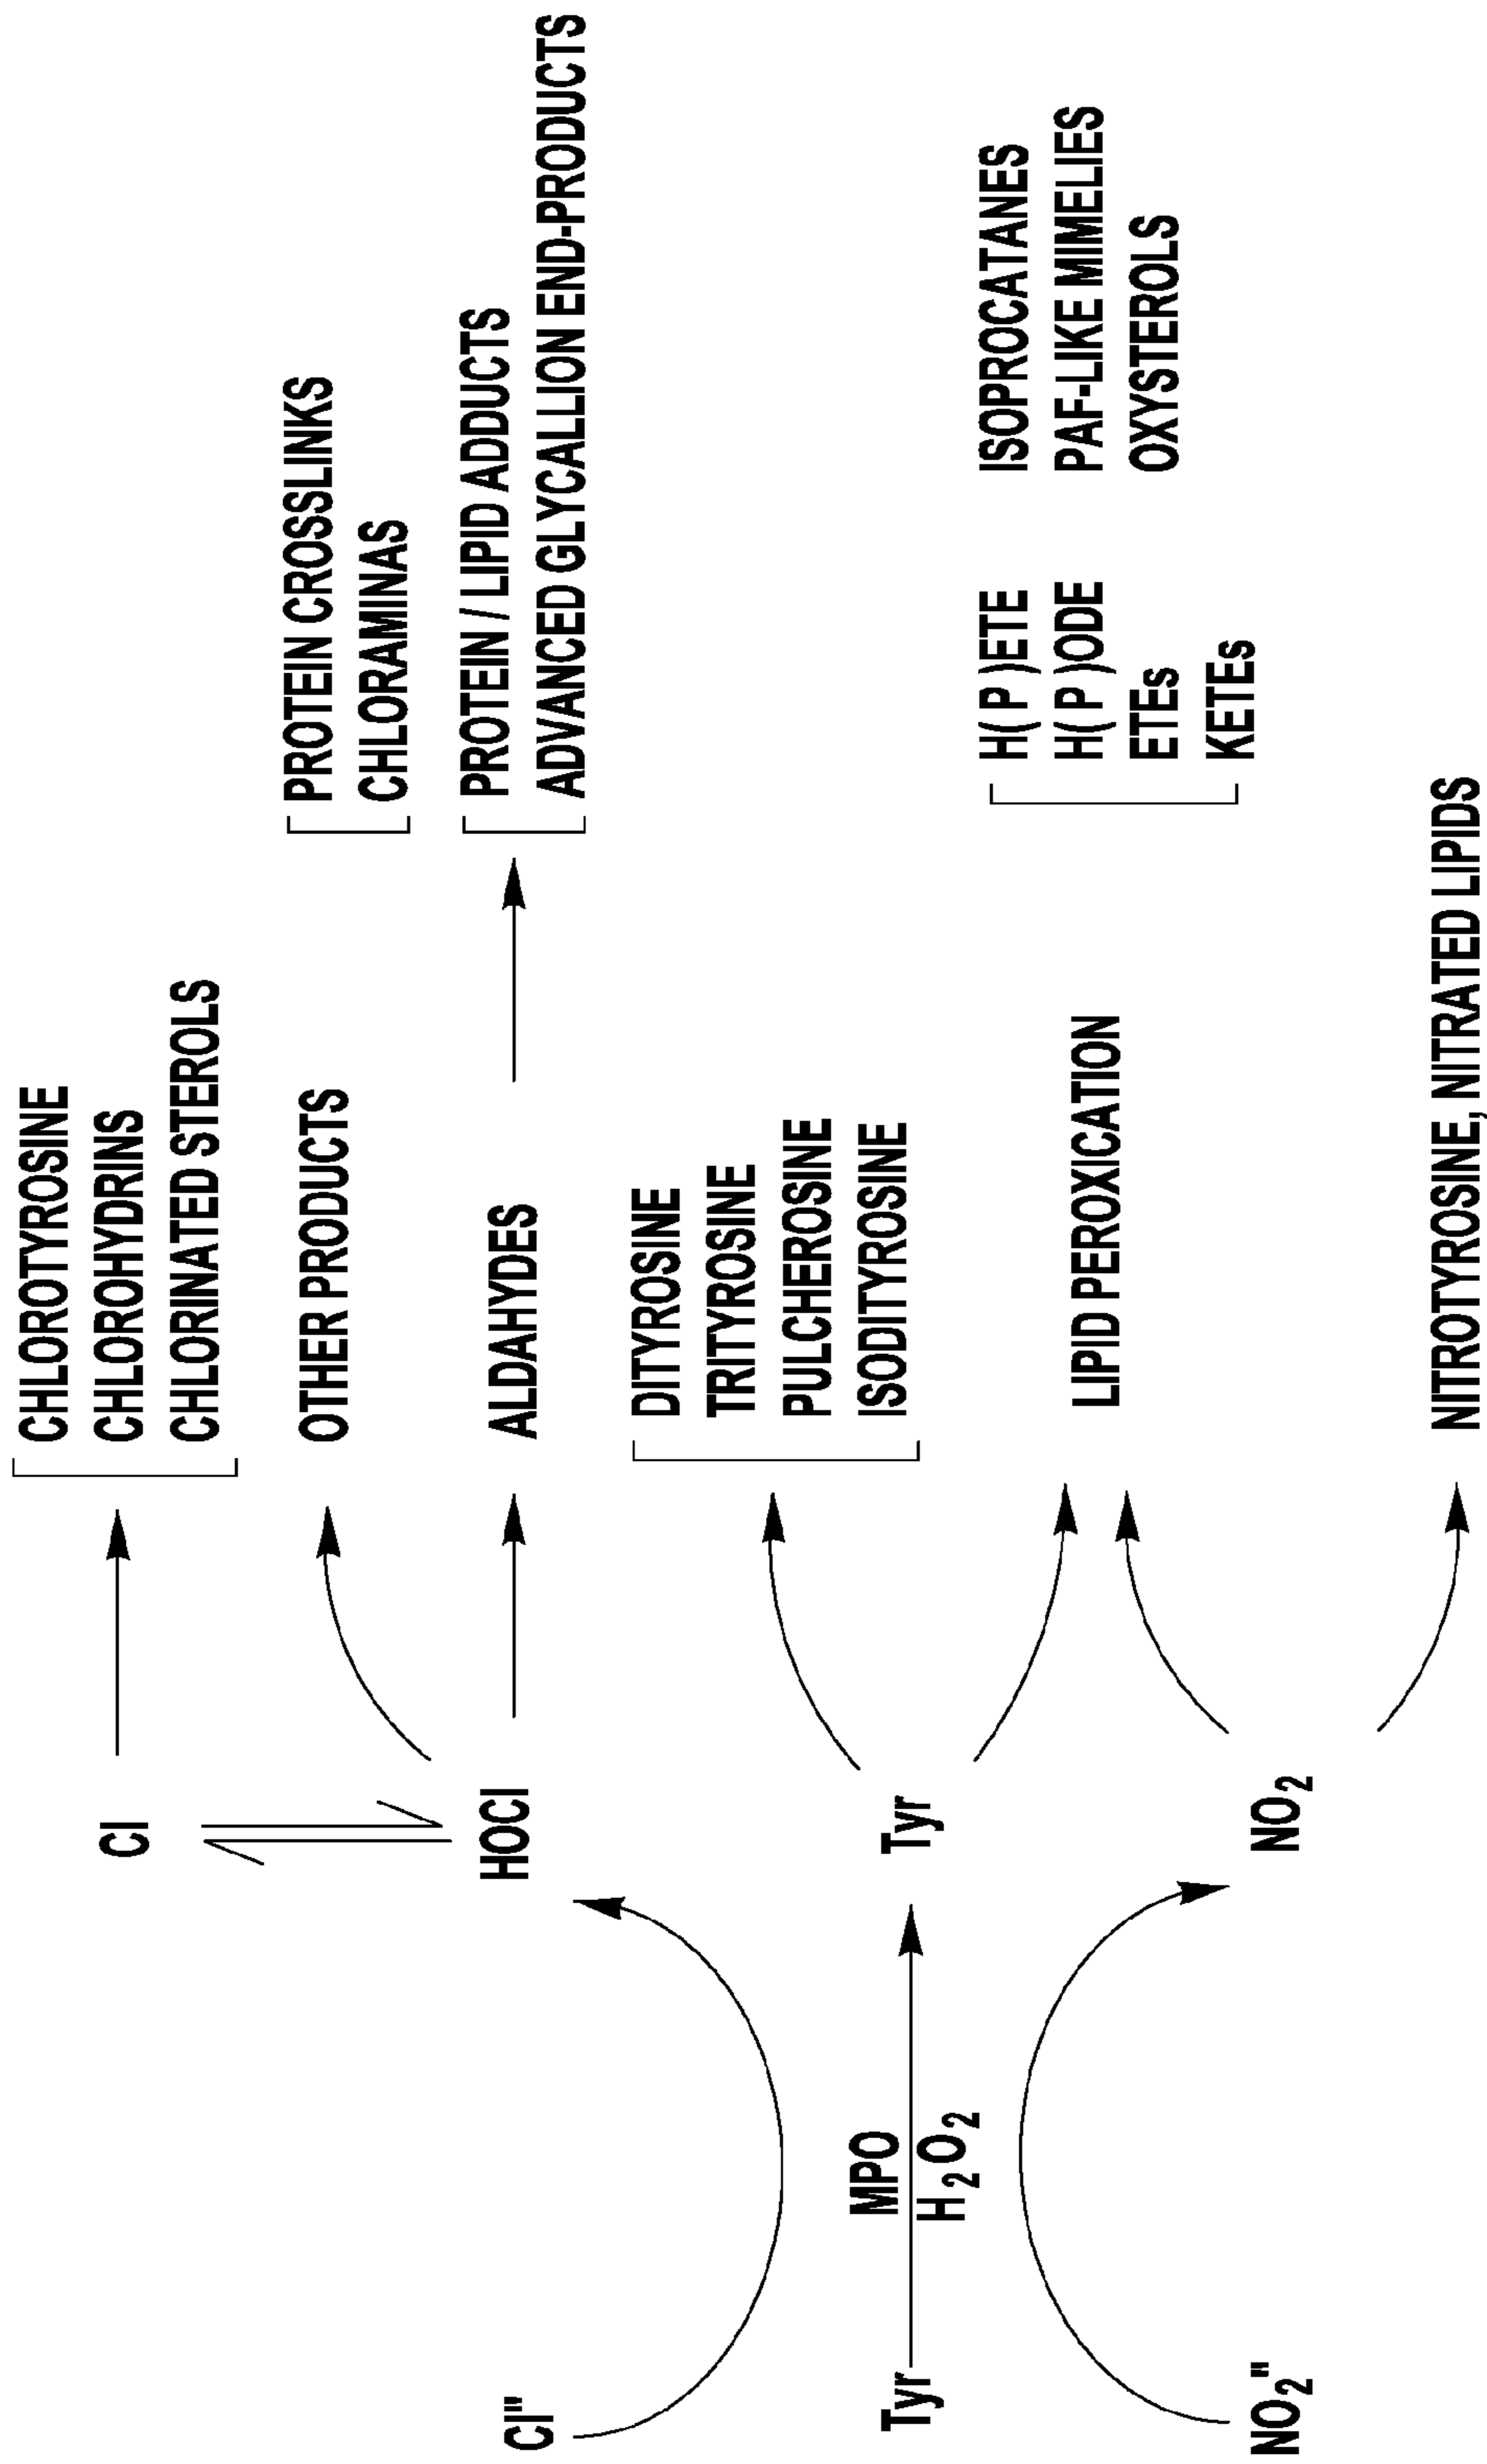 CHLOROTYROSINE
CHLOROHYDRINS
CHLORINATED STEROLS
Cl
OTHER PRODUCTS
PROTEIN CROSSLINKS
CHLORAMINAS
HOCl
ALDAHYDES
PROTEIN / LIPID ADDUCTS
ADVANCED GLYCALLION END-PRODUCTS
Cl"
DITYROSINE
TRITYROSINE
PULCHEROSINE
ISODITYROSINE
Tyr
MPO
H2O2
Tyr
LIPID PEROXICATION
H( P )ETE
H( P )ODE
ETEs
KETEs
ISOPROCATANES
PAF-LIKE MIMELIES
OXYSTEROLS
NO2"
NO2
NITROTYROSINE, NITRATED LIPIDS